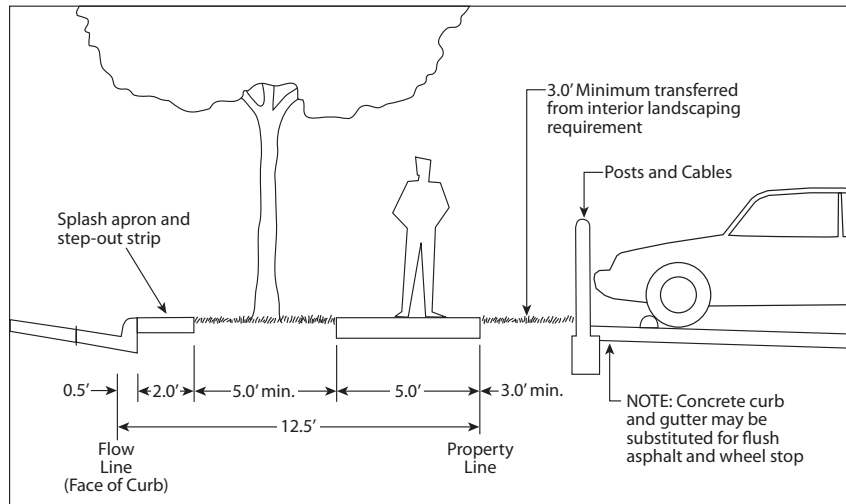 3.0' Minimum transferred
from interior landscaping
requirement
Posts and Cables
Splash apron and
step-out strip
0.5'
2.0'
5.0' min.
5.0'
3.0' min.
12.5'
Flow
Line
(Face of Curb)
Property
Line
NOTE: Concrete curb
and gutter may be
substituted for flush
asphalt and wheel stop